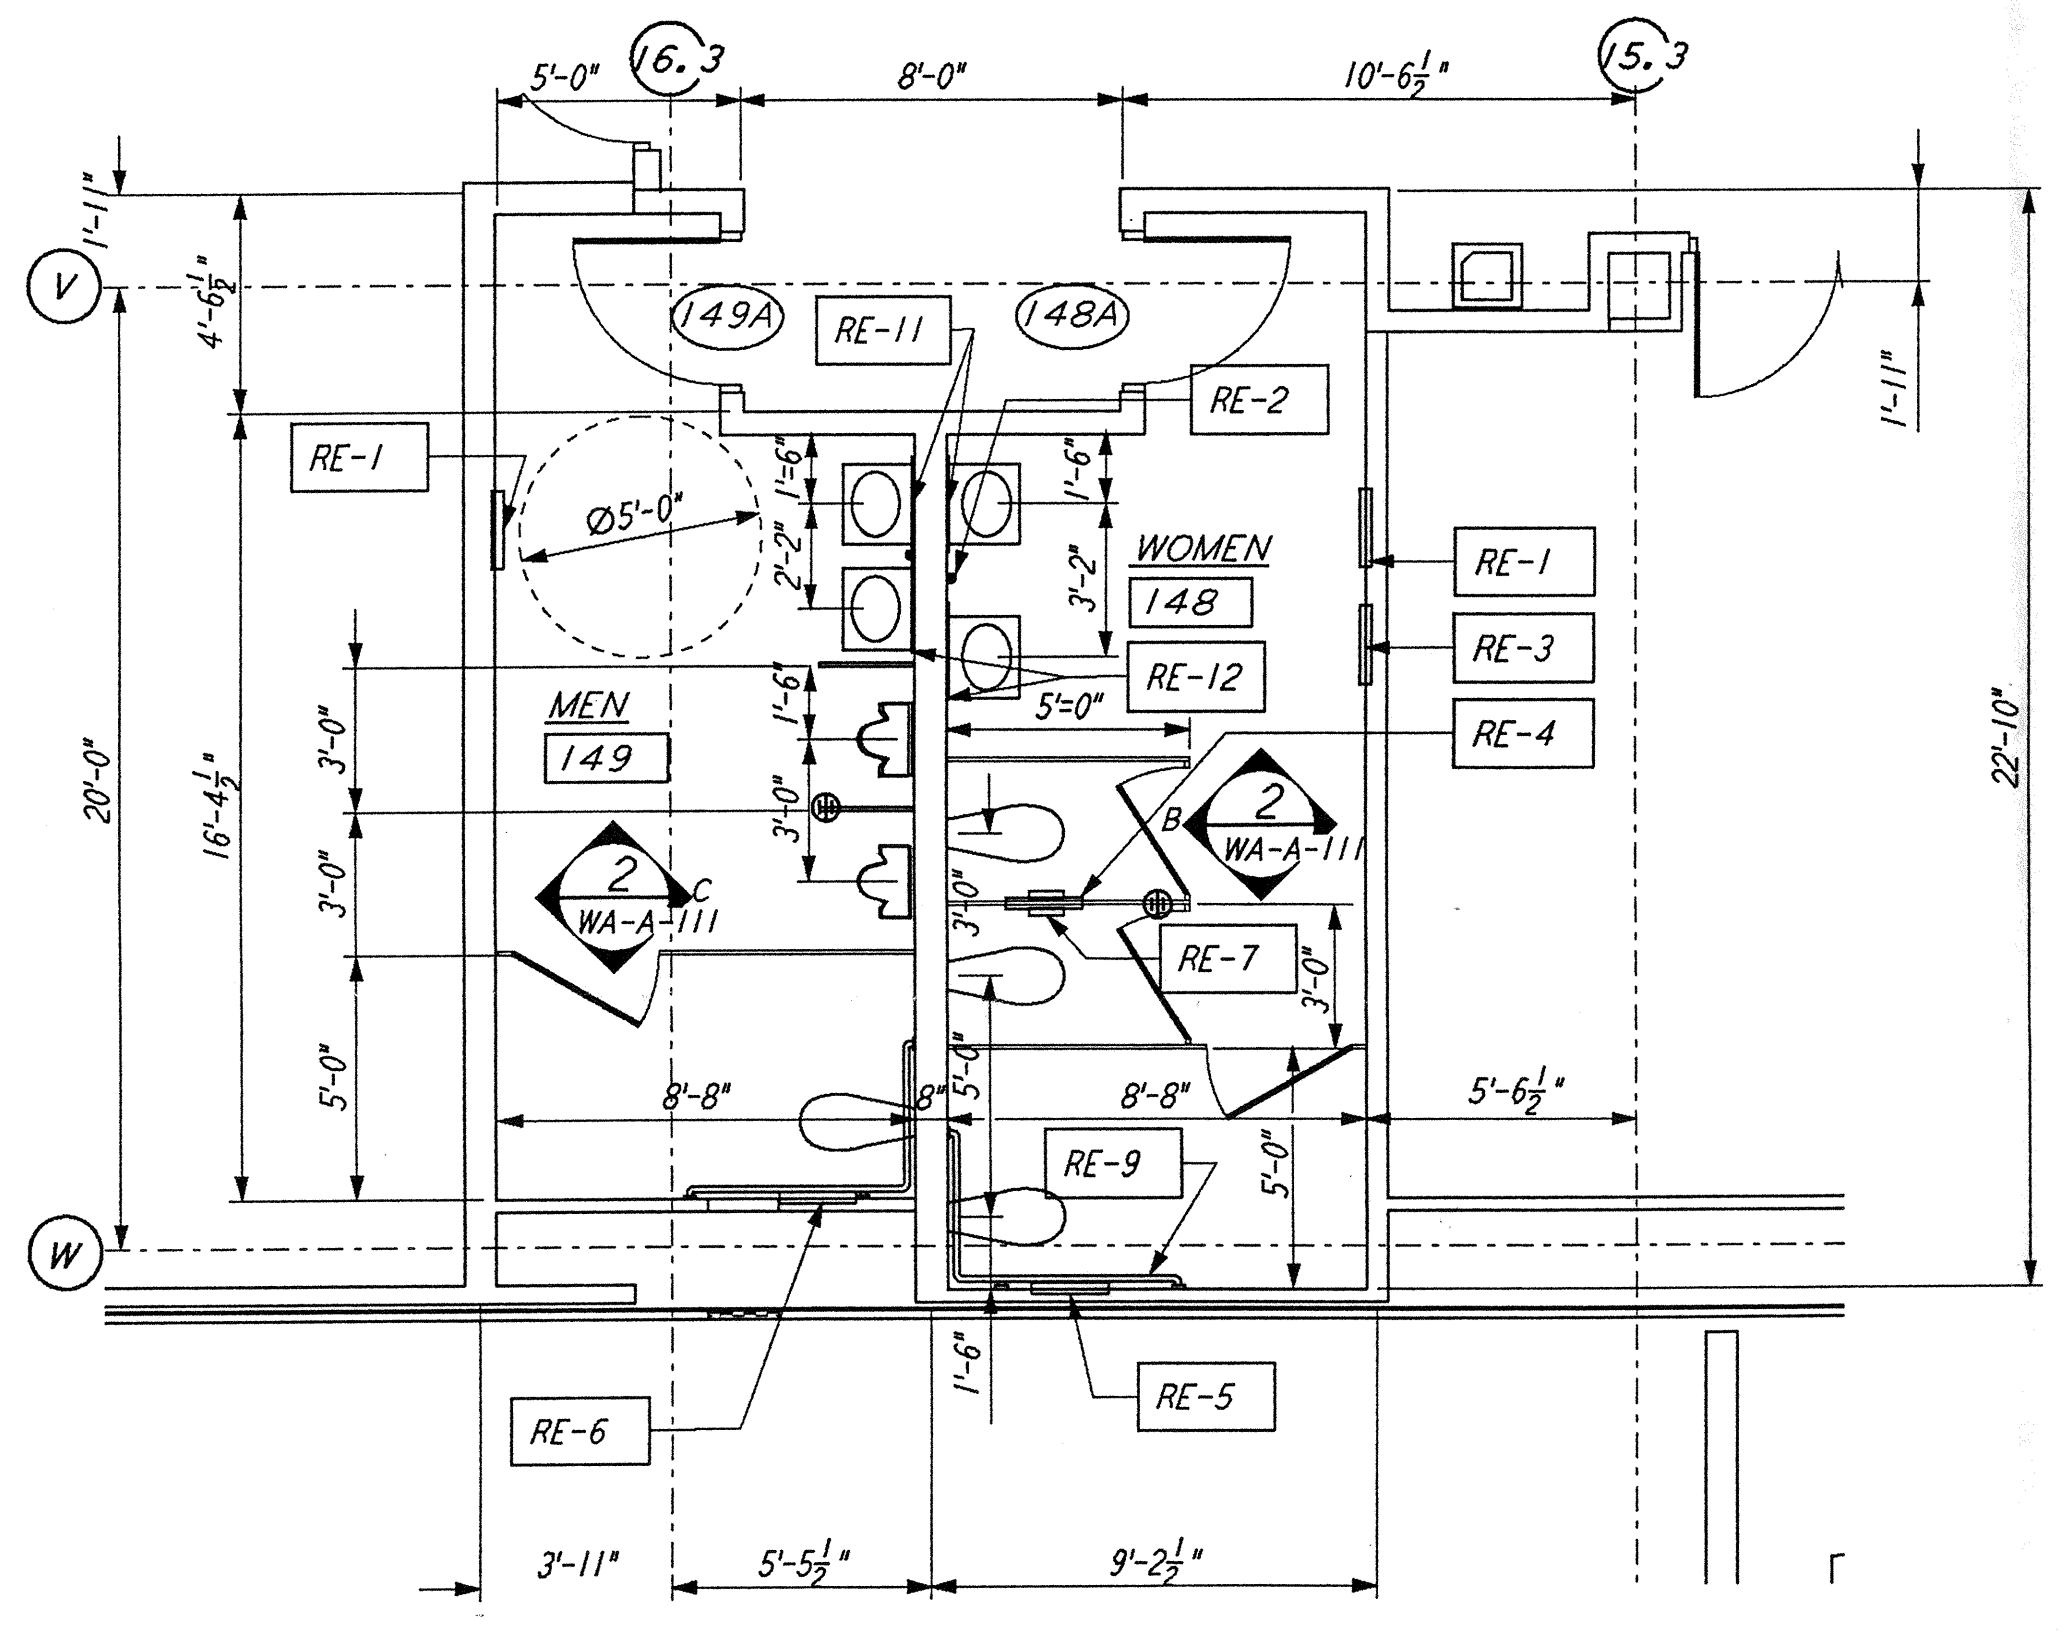 16.3
15.3
5'-0"
8'-0"
10'-6 1/2"
1'-11"
V
4'-6 1/2"
149A
RE-11
148A
RE-2
1'-11"
RE-1
Ø5'-0"
1'=6"
1'-6"
2'-2"
3'-2"
WOMEN
148
RE-1
RE-3
RE-12
5'=0"
RE-4
MEN
149
1'-6"
3'-0"
3'-0"
20'-0"
16'-4 1/2"
22'-10"
2
B
WA-A-111
2
C
WA-A-111
3'-0"
3'-0"
RE-7
3'-0"
5'-0"
5'-0"
8'-8"
8"
8'-8"
5'-6 1/2"
RE-9
5'-0"
W
1'-6"
RE-5
RE-6
3'-11"
5'-5 1/2"
9'-2 1/2"